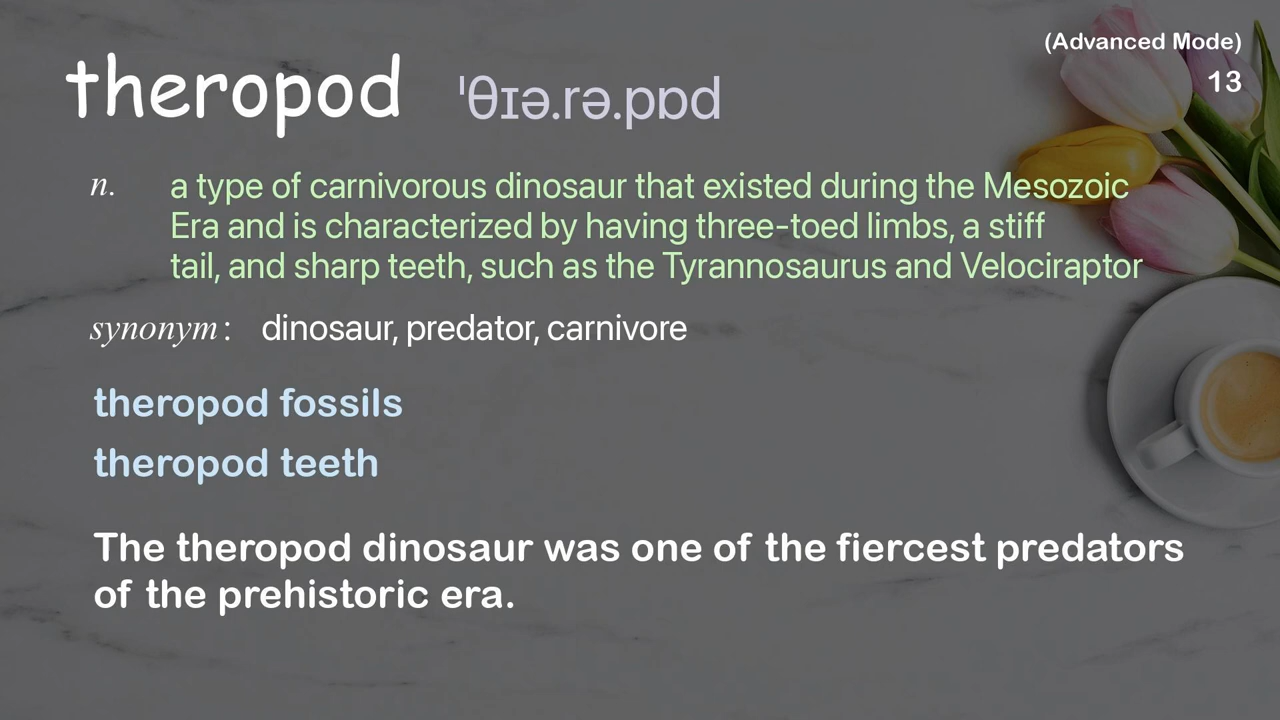 (Advanced Mode)
13
theropod ˈθɪə.rə.pɒd
n. a type of carnivorous dinosaur that existed during the Mesozoic
Era and is characterized by having three-toed limbs, a stiff
tail, and sharp teeth, such as the Tyrannosaurus and Velociraptor
synonym: dinosaur, predator, carnivore
theropod fossils
theropod teeth
The theropod dinosaur was one of the fiercest predators
of the prehistoric era.